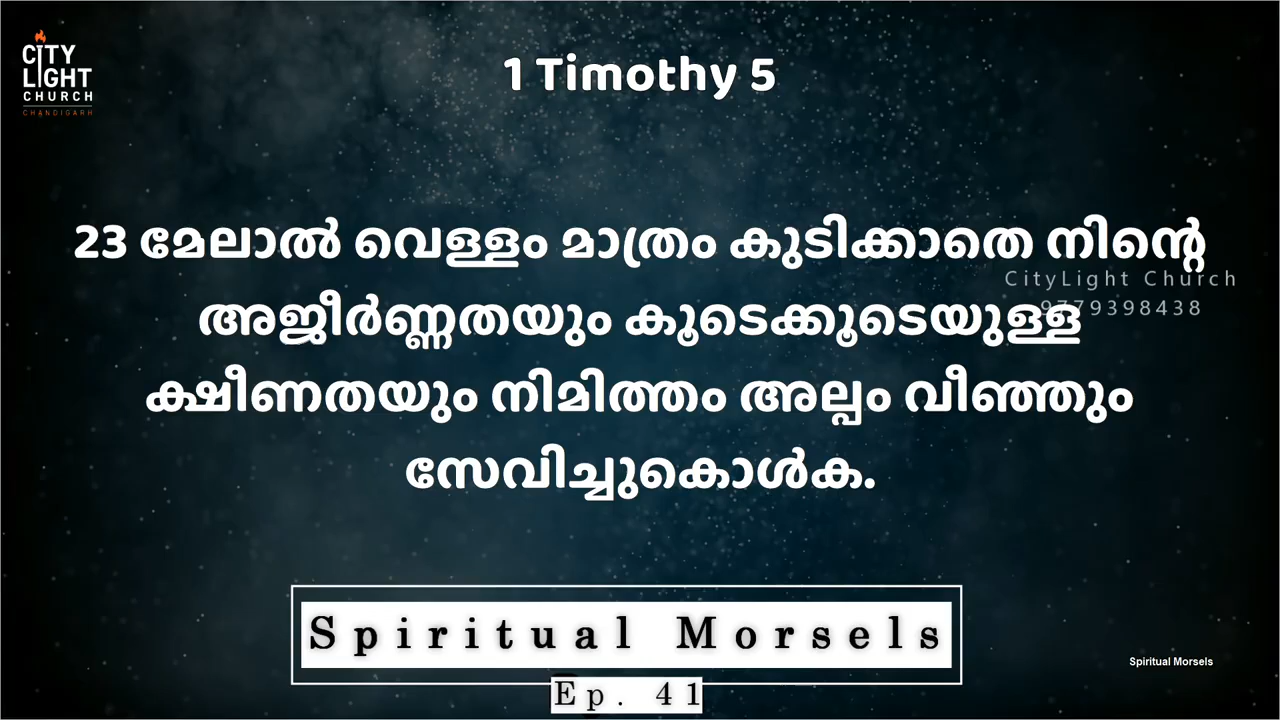 CITY
LIGHT
CHURCH
CHANDIGARH
1 Timothy 5
23 മേലാൽ വെള്ളം മാത്രം കുടിക്കാതെ നിന്റെ
CityLight Church
9779398438
അജീർണ്ണതയും കൂടെക്കൂടെയുള്ള
ക്ഷീണതയും നിമിത്തം അല്പം വീഞ്ഞും
സേവിച്ചുകൊൾക.
Spiritual Morsels
Spiritual Morsels
Ep. 41